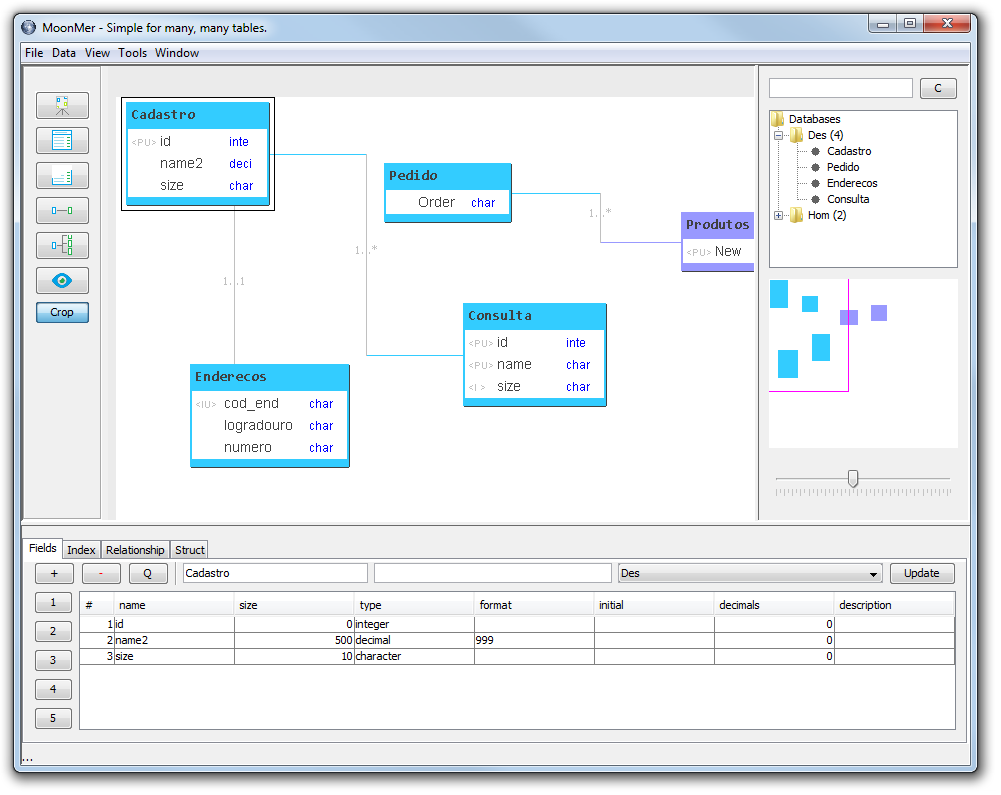 MoonMer - Simple for many, many tables.
File Data View Tools Window
Crop
Cadastro
<PU> id inte
name2 deci
size char
Pedido
Order char
1..*
Produtos
<PU> New
1..*
1..1
Consulta
<PU> id inte
<PU> name char
<I > size char
Enderecos
<IU> cod_end char
logradouro char
numero char
C
Databases
Des (4)
Cadastro
Pedido
Enderecos
Consulta
Hom (2)
Fields Index Relationship Struct
+ - Q Cadastro Des Update
# name size type format initial decimals description
1 id 0 integer 0
2 name2 500 decimal 999 0
3 size 10 character 0
1
2
3
4
5
...